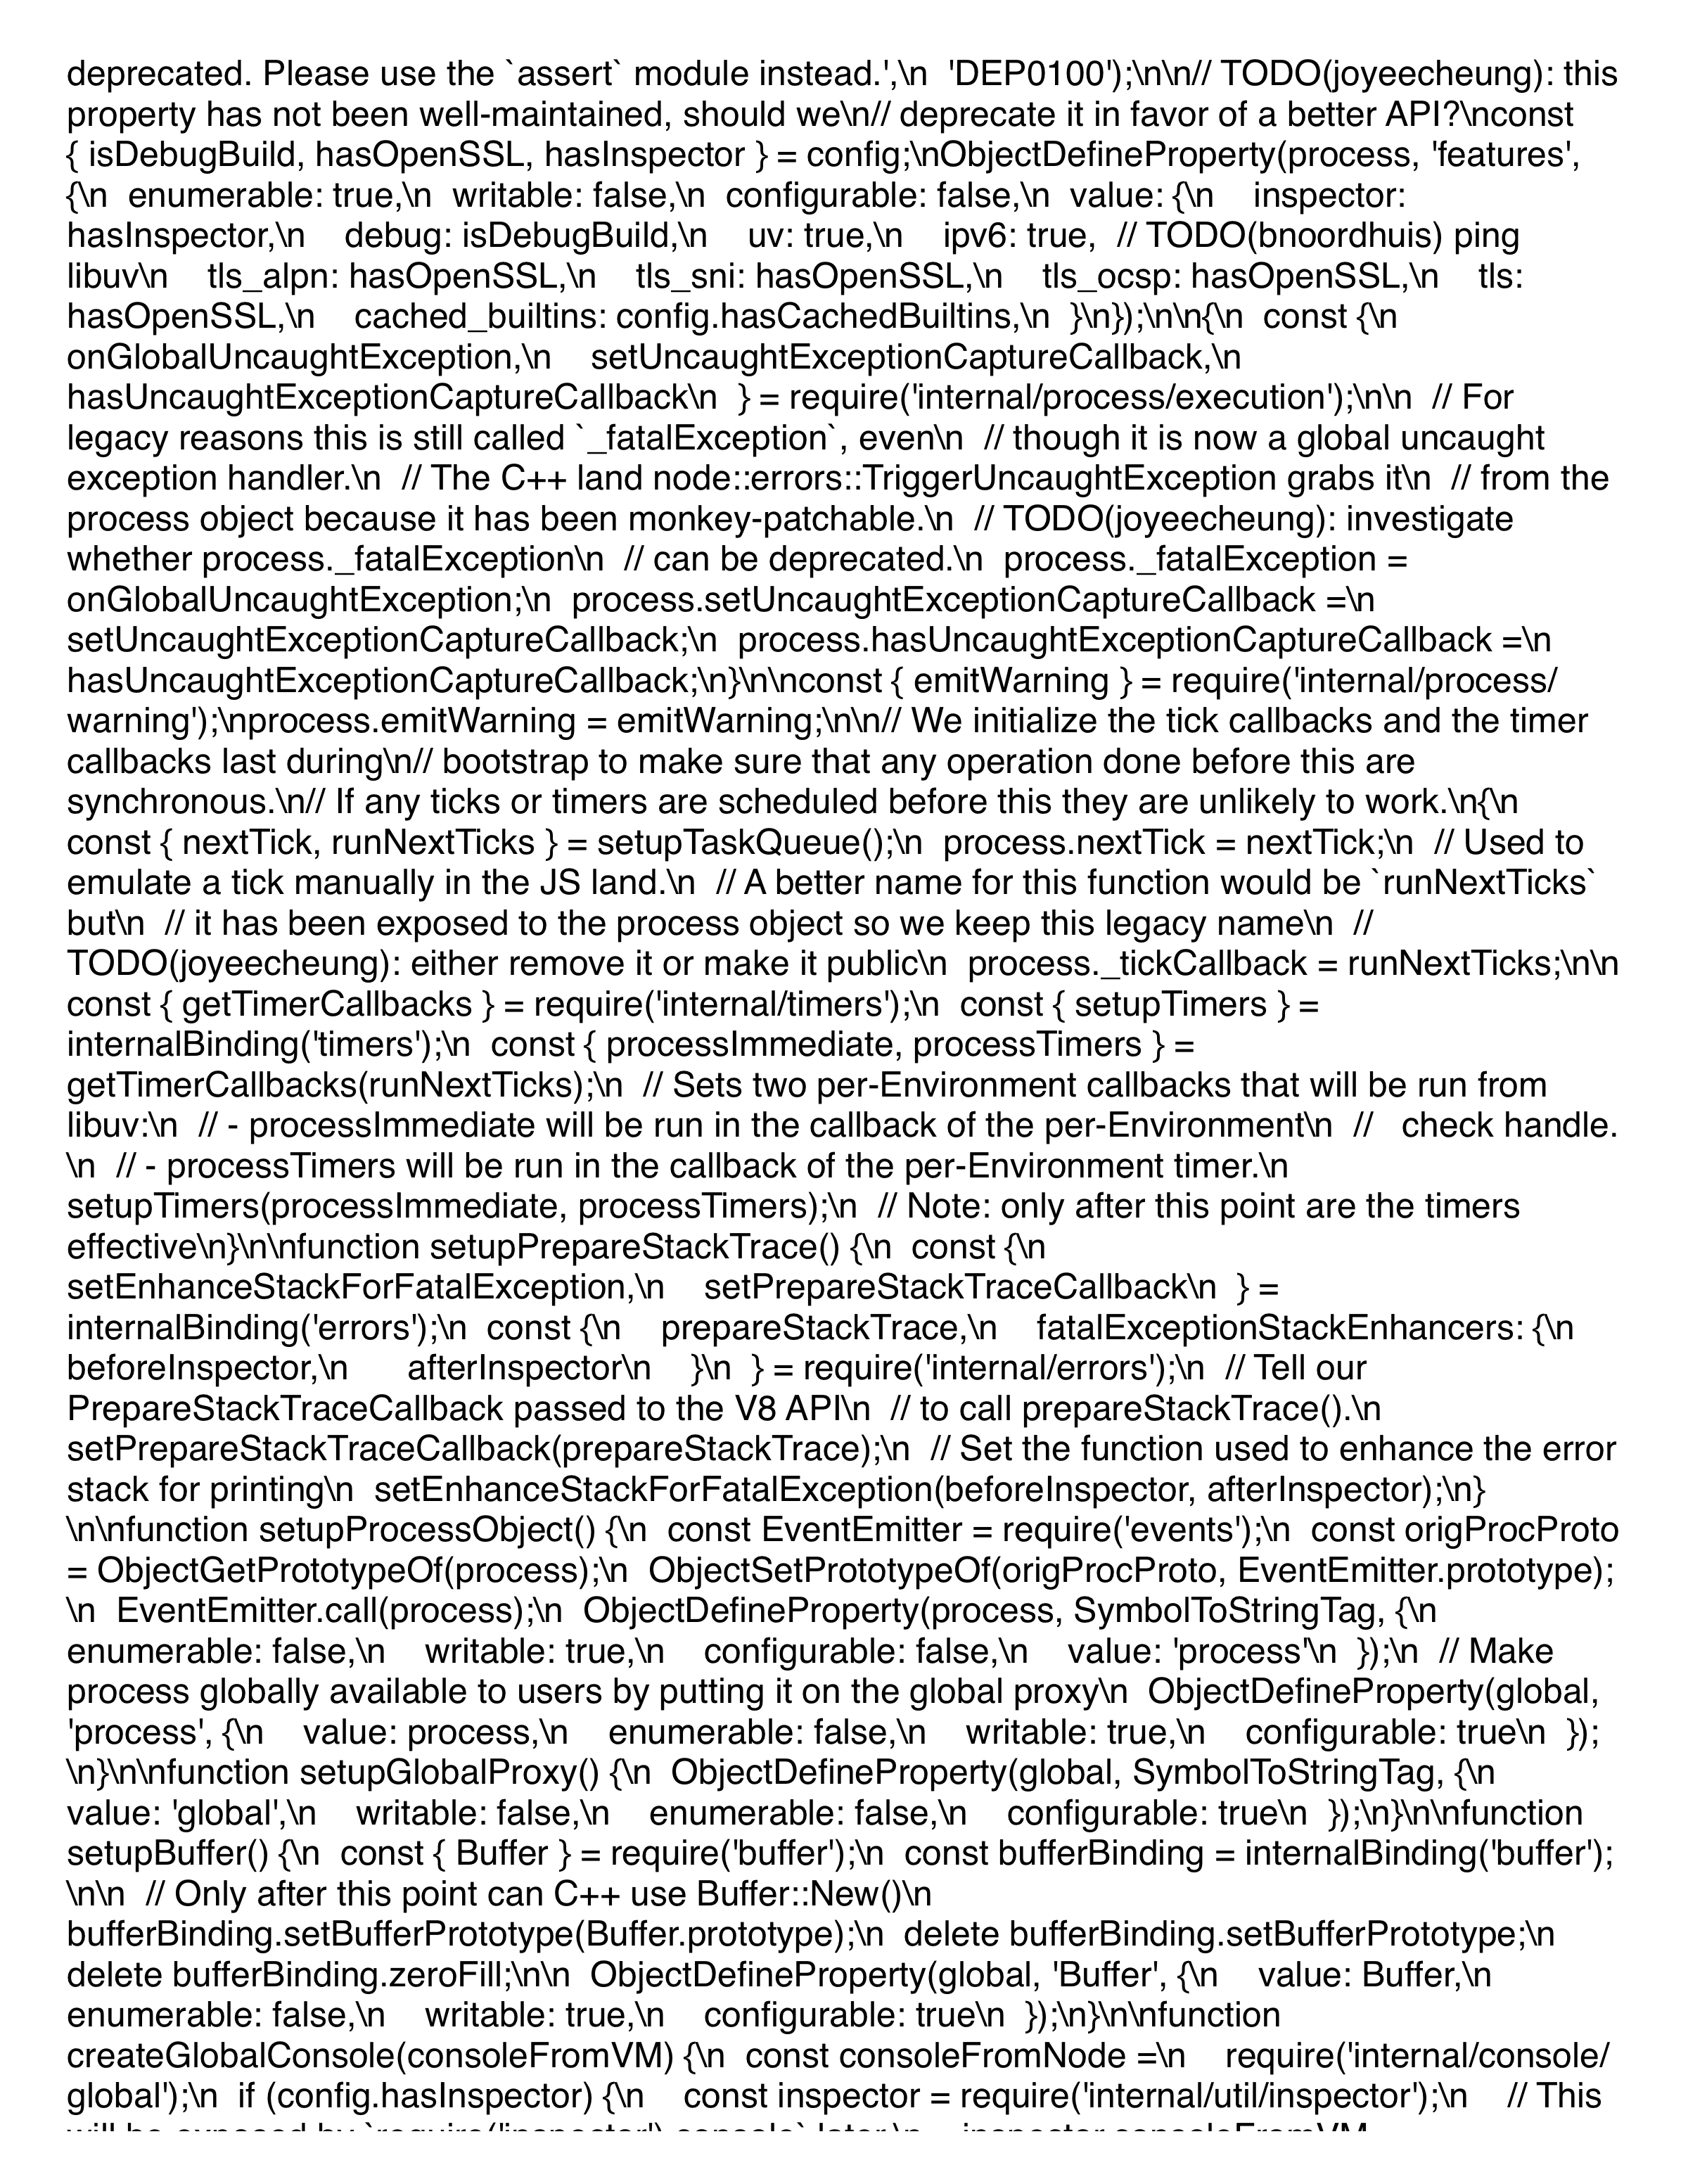 deprecated. Please use the `assert` module instead.',\n  'DEP0100');\n\n// TODO(joyeecheung): this
property has not been well-maintained, should we\n// deprecate it in favor of a better API?\nconst
{ isDebugBuild, hasOpenSSL, hasInspector } = config;\nObjectDefineProperty(process, 'features',
{\n  enumerable: true,\n  writable: false,\n  configurable: false,\n  value: {\n    inspector:
hasInspector,\n    debug: isDebugBuild,\n    uv: true,\n    ipv6: true,  // TODO(bnoordhuis) ping
libuv\n    tls_alpn: hasOpenSSL,\n    tls_sni: hasOpenSSL,\n    tls_ocsp: hasOpenSSL,\n    tls:
hasOpenSSL,\n    cached_builtins: config.hasCachedBuiltins,\n  }\n});\n\n{\n  const {\n
onGlobalUncaughtException,\n    setUncaughtExceptionCaptureCallback,\n
hasUncaughtExceptionCaptureCallback\n  } = require('internal/process/execution');\n\n  // For
legacy reasons this is still called `_fatalException`, even\n  // though it is now a global uncaught
exception handler.\n  // The C++ land node::errors::TriggerUncaughtException grabs it\n  // from the
process object because it has been monkey-patchable.\n  // TODO(joyeecheung): investigate
whether process._fatalException\n  // can be deprecated.\n  process._fatalException =
onGlobalUncaughtException;\n  process.setUncaughtExceptionCaptureCallback =\n
setUncaughtExceptionCaptureCallback;\n  process.hasUncaughtExceptionCaptureCallback =\n
hasUncaughtExceptionCaptureCallback;\n}\n\nconst { emitWarning } = require('internal/process/
warning');\nprocess.emitWarning = emitWarning;\n\n// We initialize the tick callbacks and the timer
callbacks last during\n// bootstrap to make sure that any operation done before this are
synchronous.\n// If any ticks or timers are scheduled before this they are unlikely to work.\n{\n
const { nextTick, runNextTicks } = setupTaskQueue();\n  process.nextTick = nextTick;\n  // Used to
emulate a tick manually in the JS land.\n  // A better name for this function would be `runNextTicks`
but\n  // it has been exposed to the process object so we keep this legacy name\n  //
TODO(joyeecheung): either remove it or make it public\n  process._tickCallback = runNextTicks;\n\n
const { getTimerCallbacks } = require('internal/timers');\n  const { setupTimers } =
internalBinding('timers');\n  const { processImmediate, processTimers } =
getTimerCallbacks(runNextTicks);\n  // Sets two per-Environment callbacks that will be run from
libuv:\n  // - processImmediate will be run in the callback of the per-Environment\n  //   check handle.
\n  // - processTimers will be run in the callback of the per-Environment timer.\n
setupTimers(processImmediate, processTimers);\n  // Note: only after this point are the timers
effective\n}\n\nfunction setupPrepareStackTrace() {\n  const {\n
setEnhanceStackForFatalException,\n    setPrepareStackTraceCallback\n  } =
internalBinding('errors');\n  const {\n    prepareStackTrace,\n    fatalExceptionStackEnhancers: {\n
beforeInspector,\n      afterInspector\n    }\n  } = require('internal/errors');\n  // Tell our
PrepareStackTraceCallback passed to the V8 API\n  // to call prepareStackTrace().\n
setPrepareStackTraceCallback(prepareStackTrace);\n  // Set the function used to enhance the error
stack for printing\n  setEnhanceStackForFatalException(beforeInspector, afterInspector);\n}
\n\nfunction setupProcessObject() {\n  const EventEmitter = require('events');\n  const origProcProto
= ObjectGetPrototypeOf(process);\n  ObjectSetPrototypeOf(origProcProto, EventEmitter.prototype);
\n  EventEmitter.call(process);\n  ObjectDefineProperty(process, SymbolToStringTag, {\n
enumerable: false,\n    writable: true,\n    configurable: false,\n    value: 'process'\n  });\n  // Make
process globally available to users by putting it on the global proxy\n  ObjectDefineProperty(global,
'process', {\n    value: process,\n    enumerable: false,\n    writable: true,\n    configurable: true\n  });
\n}\n\nfunction setupGlobalProxy() {\n  ObjectDefineProperty(global, SymbolToStringTag, {\n
value: 'global',\n    writable: false,\n    enumerable: false,\n    configurable: true\n  });\n}\n\nfunction
setupBuffer() {\n  const { Buffer } = require('buffer');\n  const bufferBinding = internalBinding('buffer');
\n\n  // Only after this point can C++ use Buffer::New()\n
bufferBinding.setBufferPrototype(Buffer.prototype);\n  delete bufferBinding.setBufferPrototype;\n
delete bufferBinding.zeroFill;\n\n  ObjectDefineProperty(global, 'Buffer', {\n    value: Buffer,\n
enumerable: false,\n    writable: true,\n    configurable: true\n  });\n}\n\nfunction
createGlobalConsole(consoleFromVM) {\n  const consoleFromNode =\n    require('internal/console/
global');\n  if (config.hasInspector) {\n    const inspector = require('internal/util/inspector');\n    // This
will be exposed by `require('inspector').console` later.\n    inspector.consoleFromVM